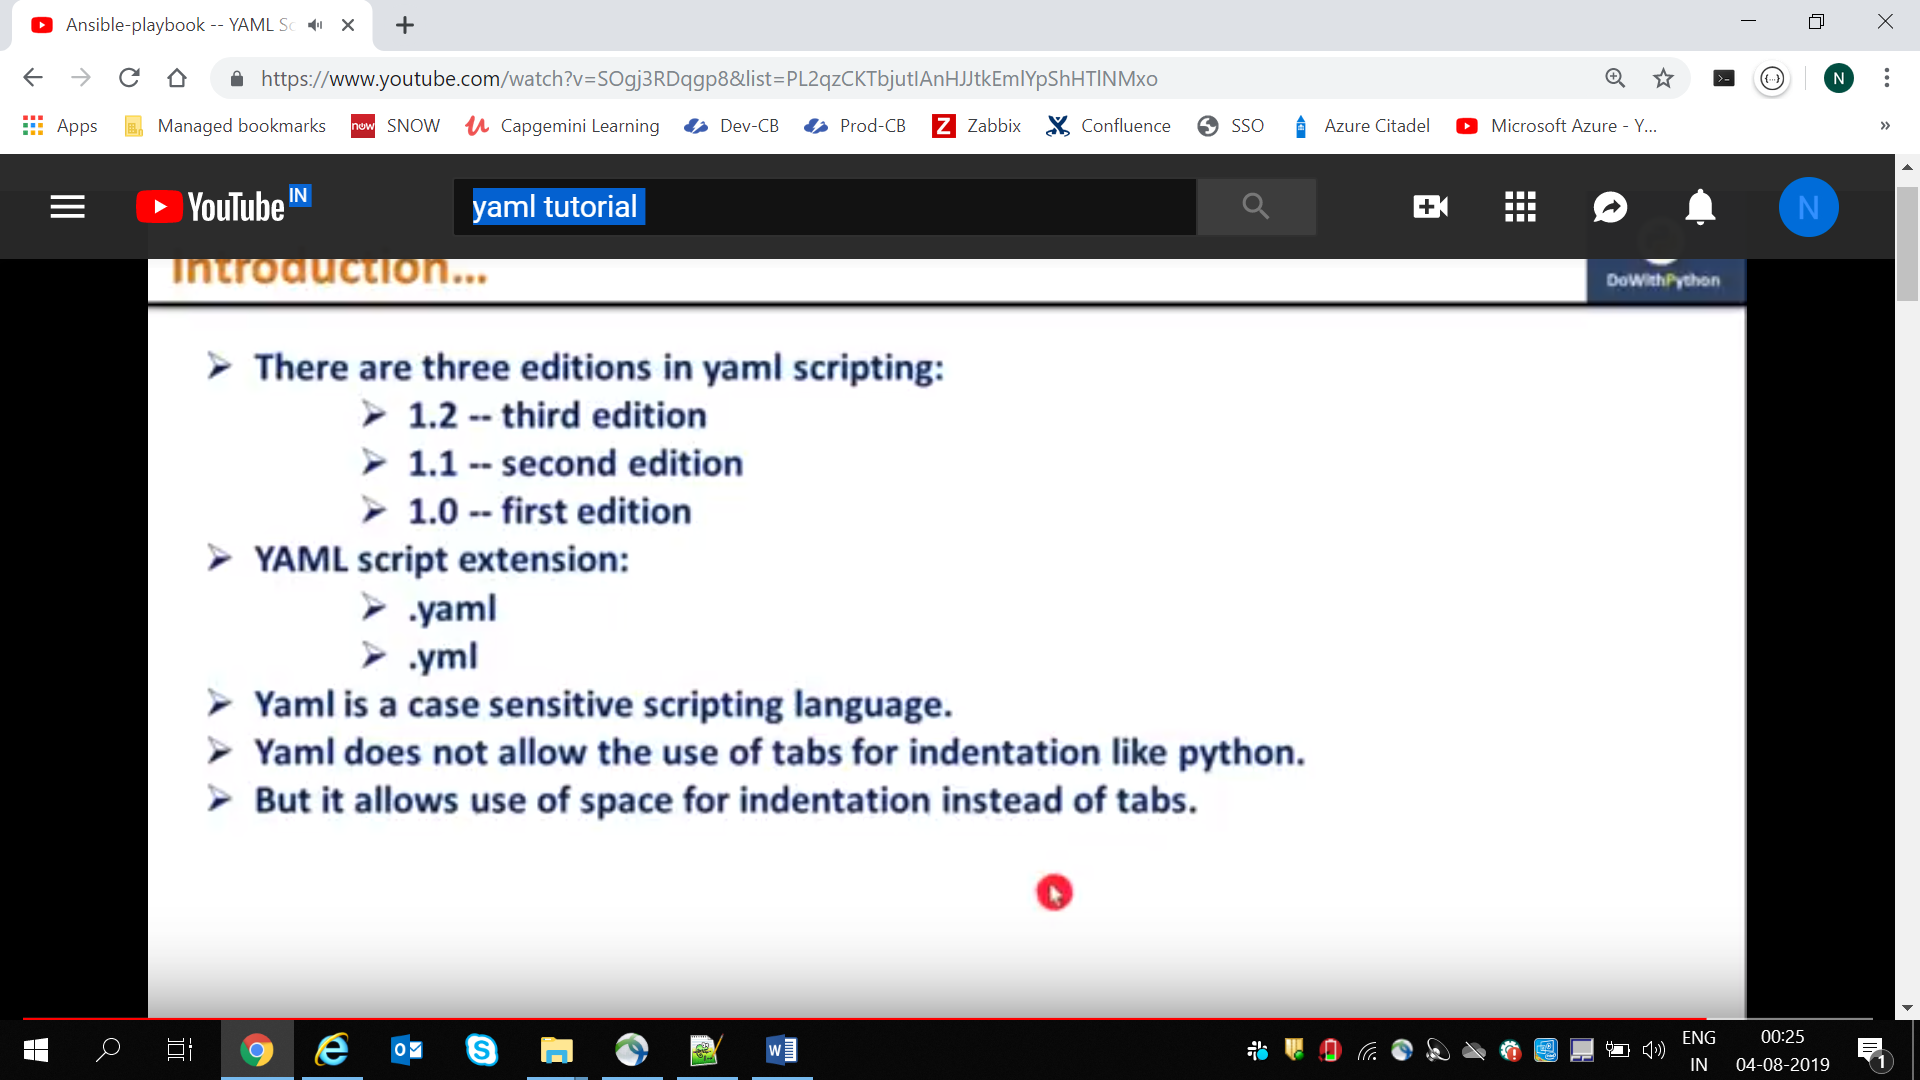 Ansible-playbook -- YAML Sc
https://www.youtube.com/watch?v=SOgj3RDqgp8&list=PL2qzCKTbjutIAnHJJtkEmlYpShHTlNMxo
N
Apps
Managed bookmarks
now SNOW
Capgemini Learning
Dev-CB
Prod-CB
Z Zabbix
Confluence
SSO
Azure Citadel
Microsoft Azure - Y...
»
YouTube IN
yaml tutorial
N
Introduction...
DoWithPython
There are three editions in yaml scripting:
1.2 -- third edition
1.1 -- second edition
1.0 -- first edition
YAML script extension:
.yaml
.yml
Yaml is a case sensitive scripting language.
Yaml does not allow the use of tabs for indentation like python.
But it allows use of space for indentation instead of tabs.
ENG
IN
00:25
04-08-2019
1